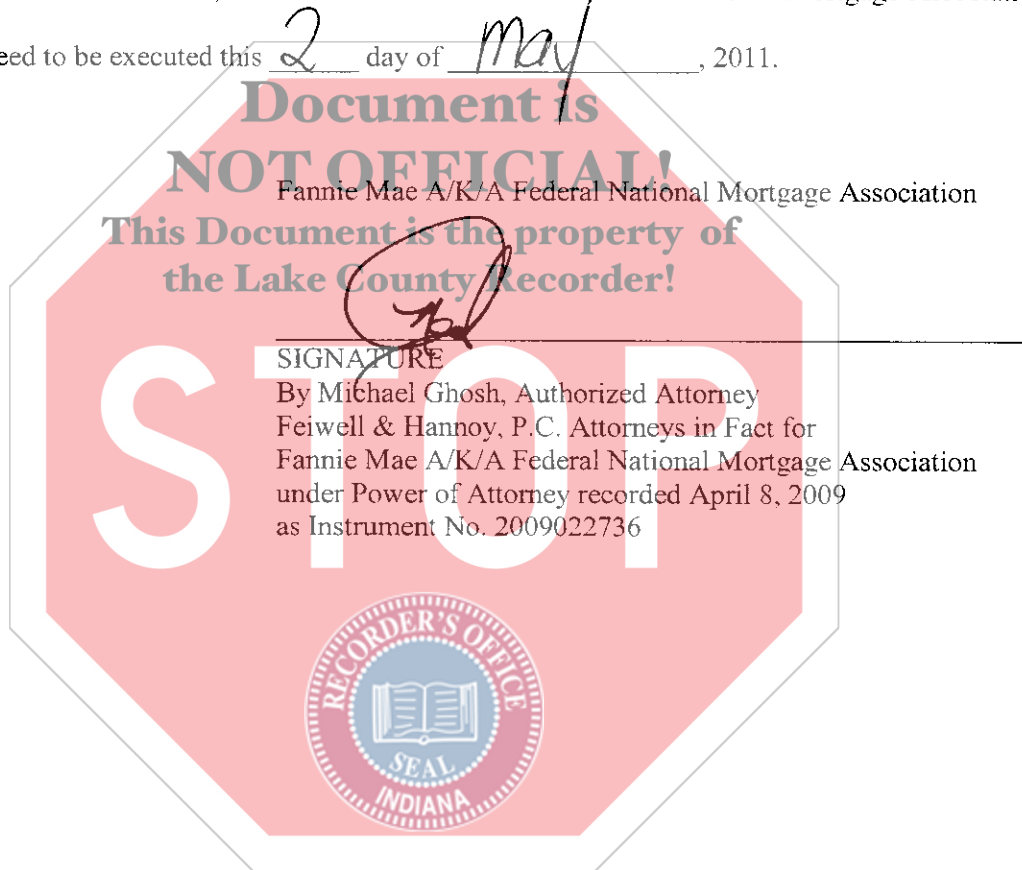 eed to be executed this 2 day of May, 2011.
Document is
NOT OFFICIAL!
Fannie Mae A/K/A Federal National Mortgage Association
This Document is the property of
the Lake County Recorder!
SIGNATURE
By Michael Ghosh, Authorized Attorney
Feiwell & Hannoy, P.C. Attorneys in Fact for
Fannie Mae A/K/A Federal National Mortgage Association
under Power of Attorney recorded April 8, 2009
as Instrument No. 2009022736
STOP
RECORDER'S OFFICE
SEAL
INDIANA